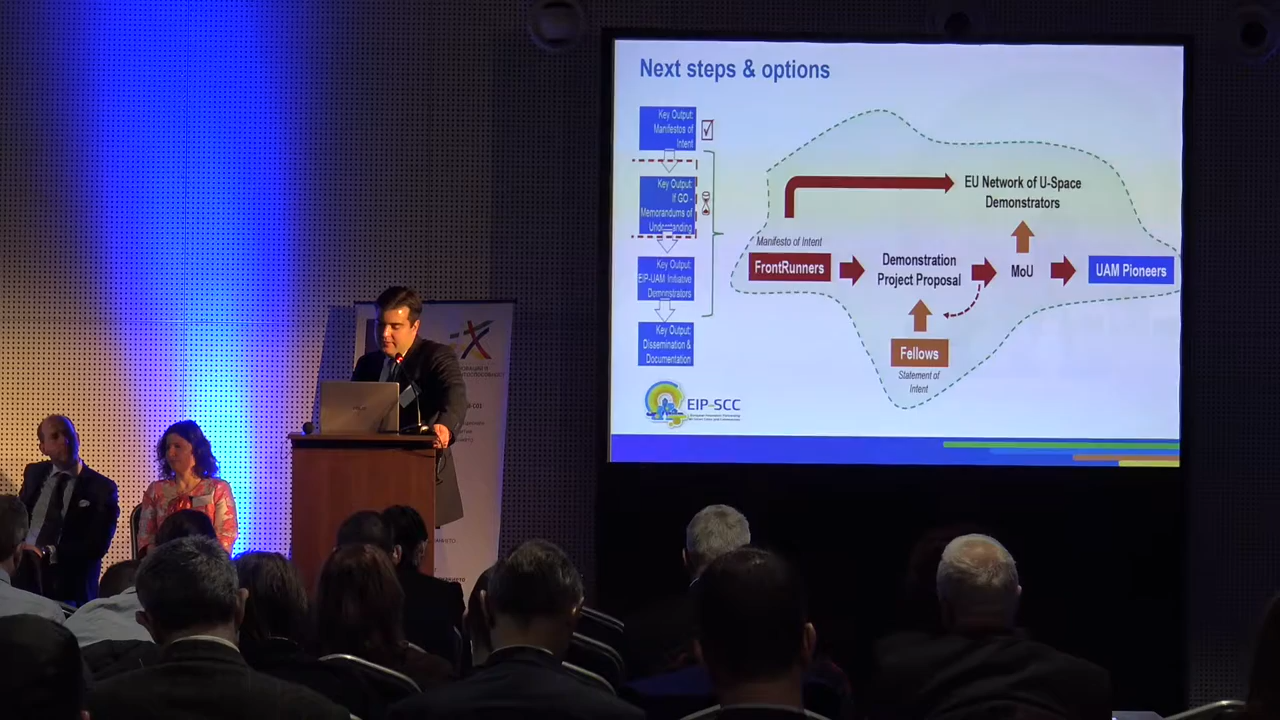 Next steps & options
Key Output:
Manifestos of
Intent
Key Output:
If GO -
Memorandums of
Understanding
Key Output:
EIP-UAM Initiative
Demonstrators
Key Output:
Dissemination &
Documentation
EU Network of U-Space
Demonstrators
Manifesto of Intent
FrontRunners
Demonstration
Project Proposal
MoU
UAM Pioneers
Fellows
Statement of
Intent
EIP-SCC